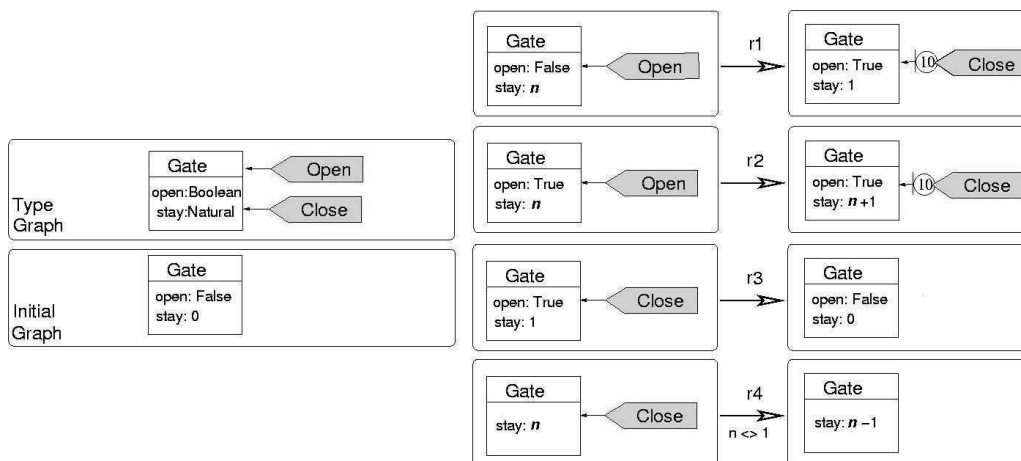 Gate
open:Boolean
stay:Natural
Open
Close
Type
Graph
Gate
open: False
stay: 0
Initial
Graph
Gate
open: False
stay: n
Open
r1
Gate
open: True
stay: 1
10
Close
Gate
open: True
stay: n
Open
r2
Gate
open: True
stay: n+1
10
Close
Gate
open: True
stay: 1
Close
r3
Gate
open: False
stay: 0
Gate
stay: n
Close
r4
n <> 1
Gate
stay: n -1